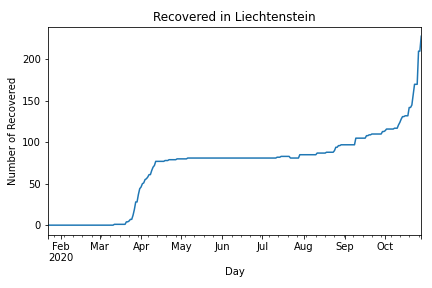 Recovered in Liechtenstein
Number of Recovered
200
150
100
50
0
Feb Mar Apr May Jun Jul Aug Sep Oct
2020
Day